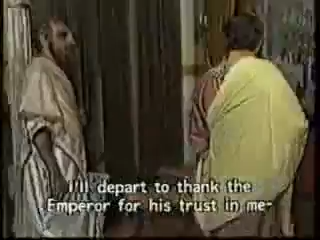 I'll depart to thank the
Emperor for his trust in me-